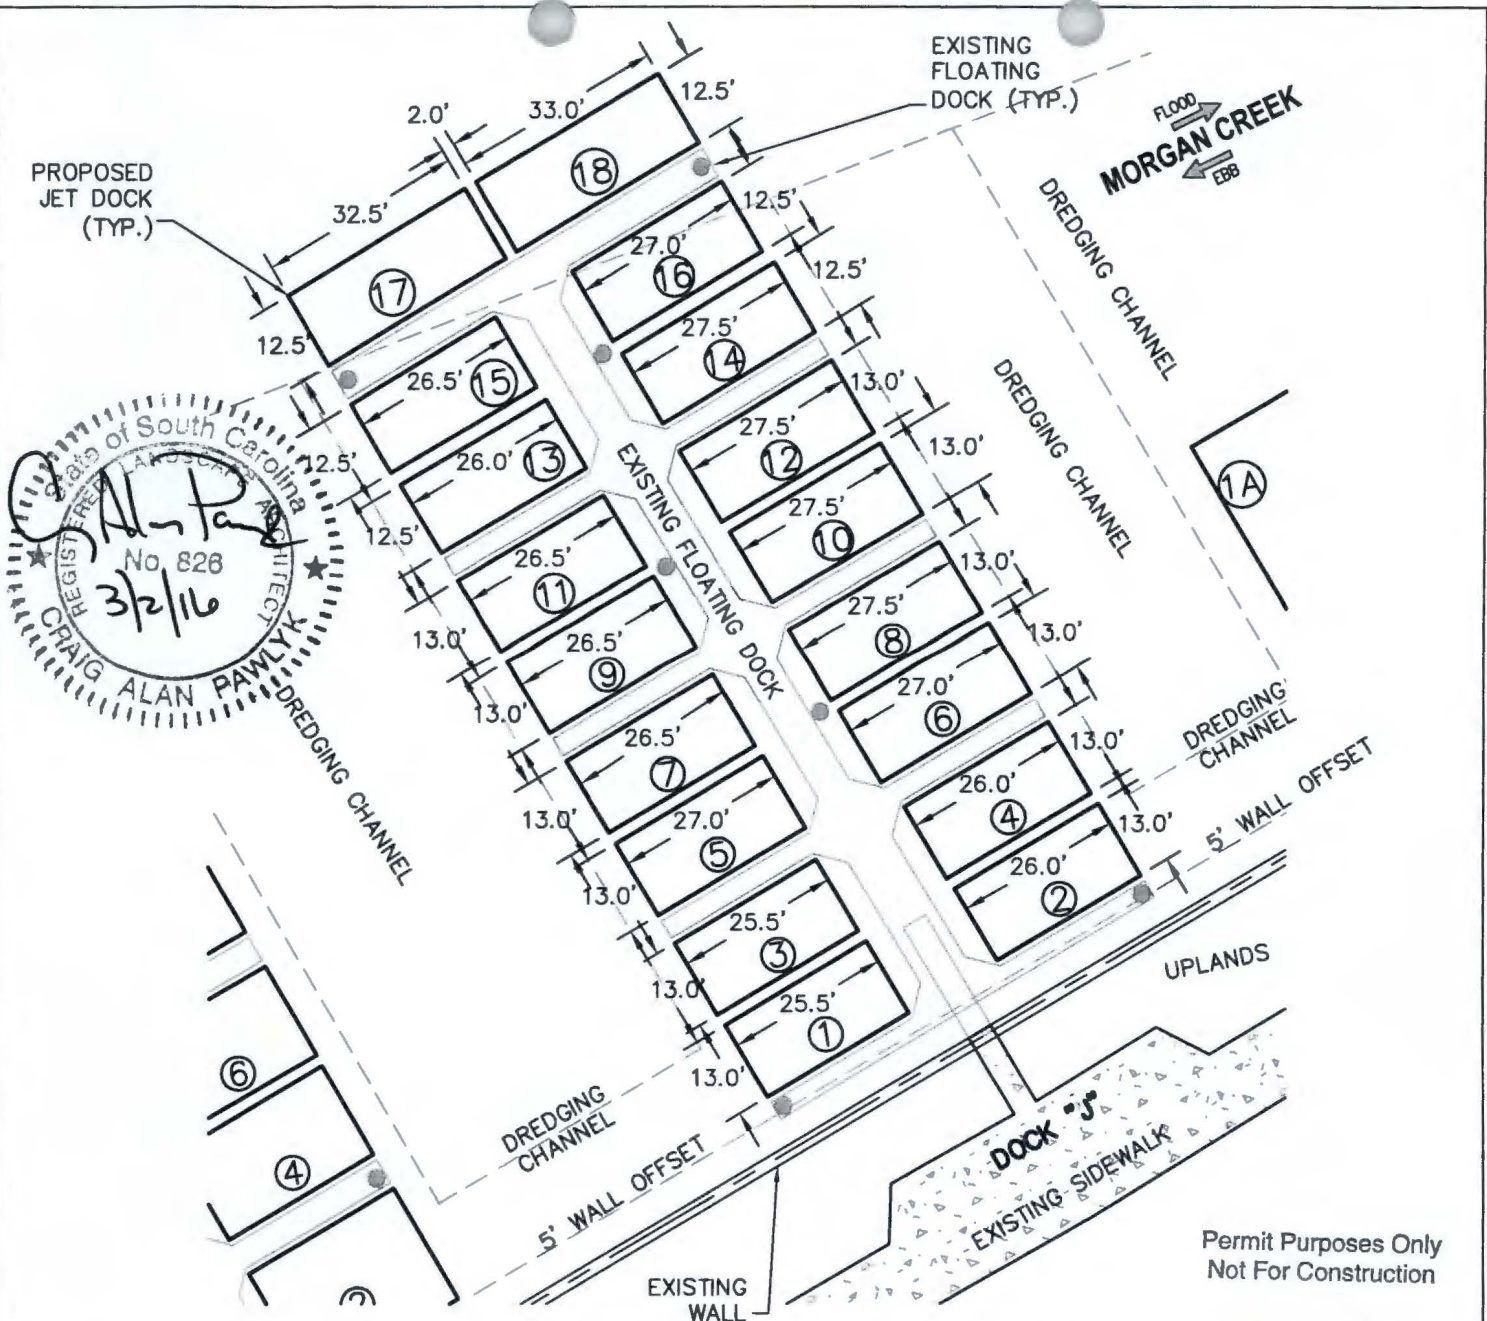 EXISTING
FLOATING
DOCK (TYP.)
FLOOD
MORGAN CREEK
EBB
PROPOSED
JET DOCK
(TYP.)
2.0'
33.0'
12.5'
32.5'
18
17
12.5'
12.5'
27.0'
16
12.5'
27.5'
14
26.5'
15
12.5'
26.0'
13
12.5'
13.0'
27.5'
12
13.0'
27.5'
10
26.5'
11
13.0'
26.5'
9
13.0'
13.0'
27.5'
8
13.0'
27.0'
6
26.5'
7
13.0'
27.0'
5
13.0'
13.0'
26.0'
4
13.0'
26.0'
2
25.5'
3
13.0'
25.5'
1
13.0'
EXISTING FLOATING DOCK
DREDGING CHANNEL
DREDGING CHANNEL
1A
DREDGING
CHANNEL
5' WALL OFFSET
UPLANDS
State of South Carolina
REGISTERED LANDSCAPE ARCHITECT
No. 826
3/2/16
CRAIG ALAN PAWLYK
DREDGING CHANNEL
6
4
2
DREDGING
CHANNEL
5' WALL OFFSET
DOCK "J"
EXISTING SIDEWALK
EXISTING
WALL
Permit Purposes Only
Not For Construction